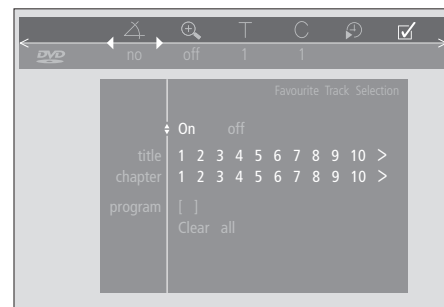 T C
DVD no off 1 1
Favourite Track Selection
On off
title 1 2 3 4 5 6 7 8 9 10 >
chapter 1 2 3 4 5 6 7 8 9 10 >
program [ ]
Clear all